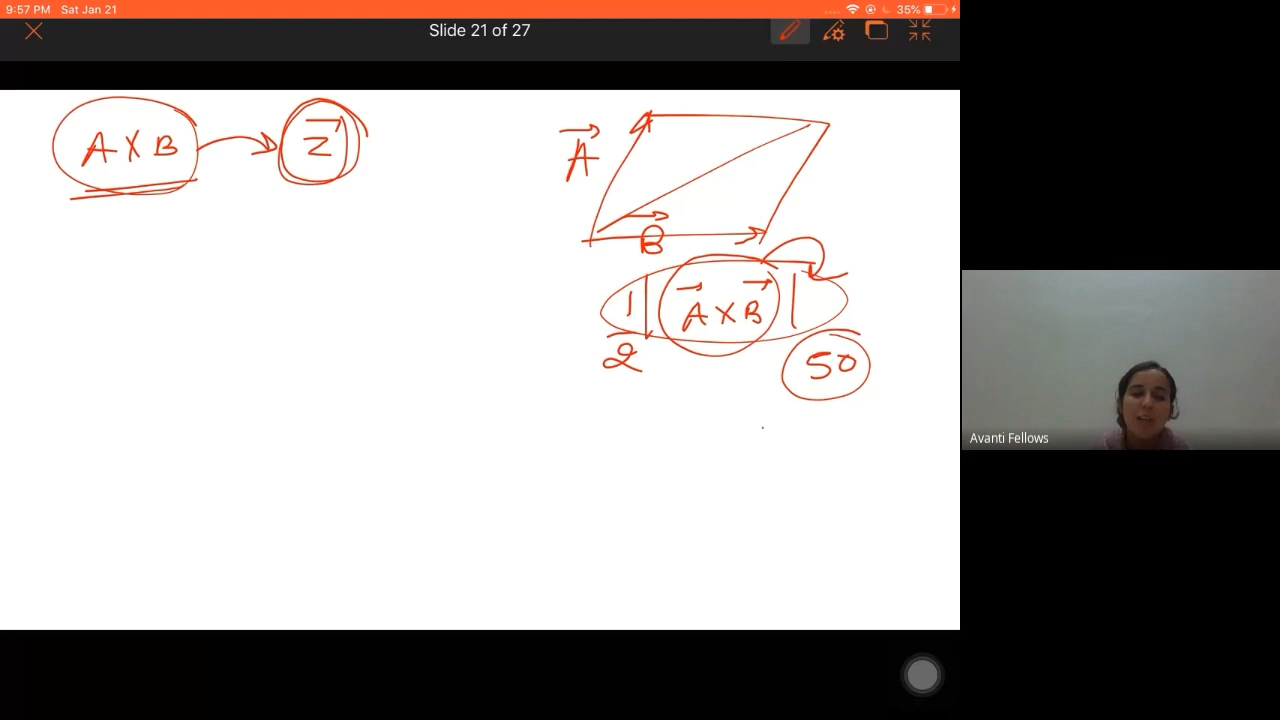 9:57 PM Sat Jan 21
35%
Slide 21 of 27
A X B → Z⃗
A⃗
B⃗
1/2 | A⃗ X B⃗ |
50
Avanti Fellows